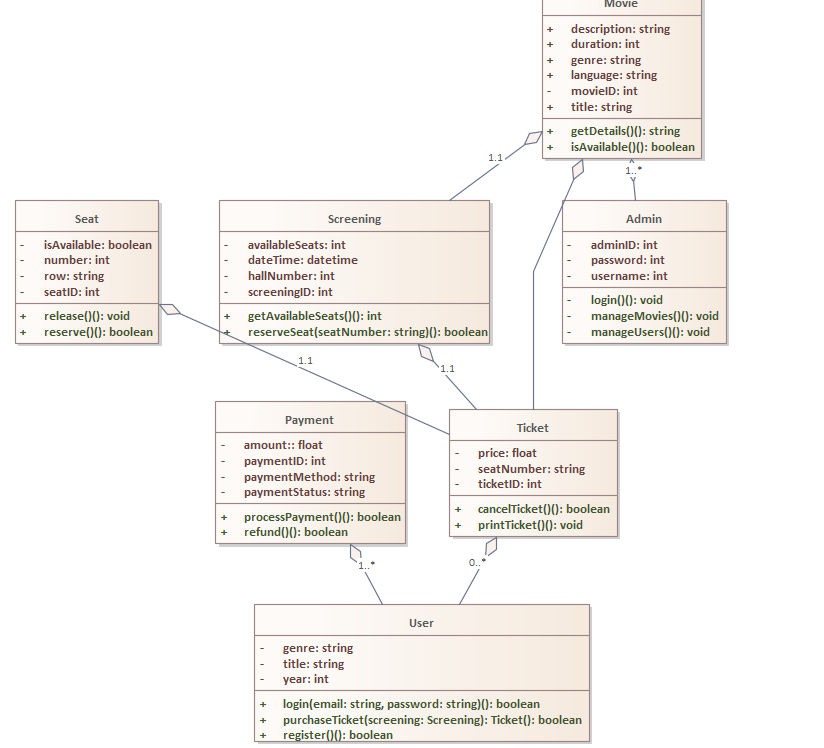 Movie
+ description: string
+ duration: int
+ genre: string
+ language: string
- movieID: int
+ title: string
+ getDetails()(): string
+ isAvailable()(): boolean
1.1
1..*
Seat
- isAvailable: boolean
- number: int
- row: string
- seatID: int
+ release()(): void
+ reserve()(): boolean
Screening
- availableSeats: int
- dateTime: datetime
- hallNumber: int
- screeningID: int
+ getAvailableSeats()(): int
+ reserveSeat(seatNumber: string)(): boolean
Admin
- adminID: int
- password: int
- username: int
- login()(): void
- manageMovies()(): void
- manageUsers()(): void
1.1
1.1
Payment
- amount:: float
- paymentID: int
- paymentMethod: string
- paymentStatus: string
+ processPayment()(): boolean
+ refund()(): boolean
Ticket
- price: float
- seatNumber: string
- ticketID: int
+ cancelTicket()(): boolean
+ printTicket()(): void
1..*
0..*
User
- genre: string
- title: string
- year: int
+ login(email: string, password: string)(): boolean
+ purchaseTicket(screening: Screening): Ticket(): boolean
+ register()(): boolean